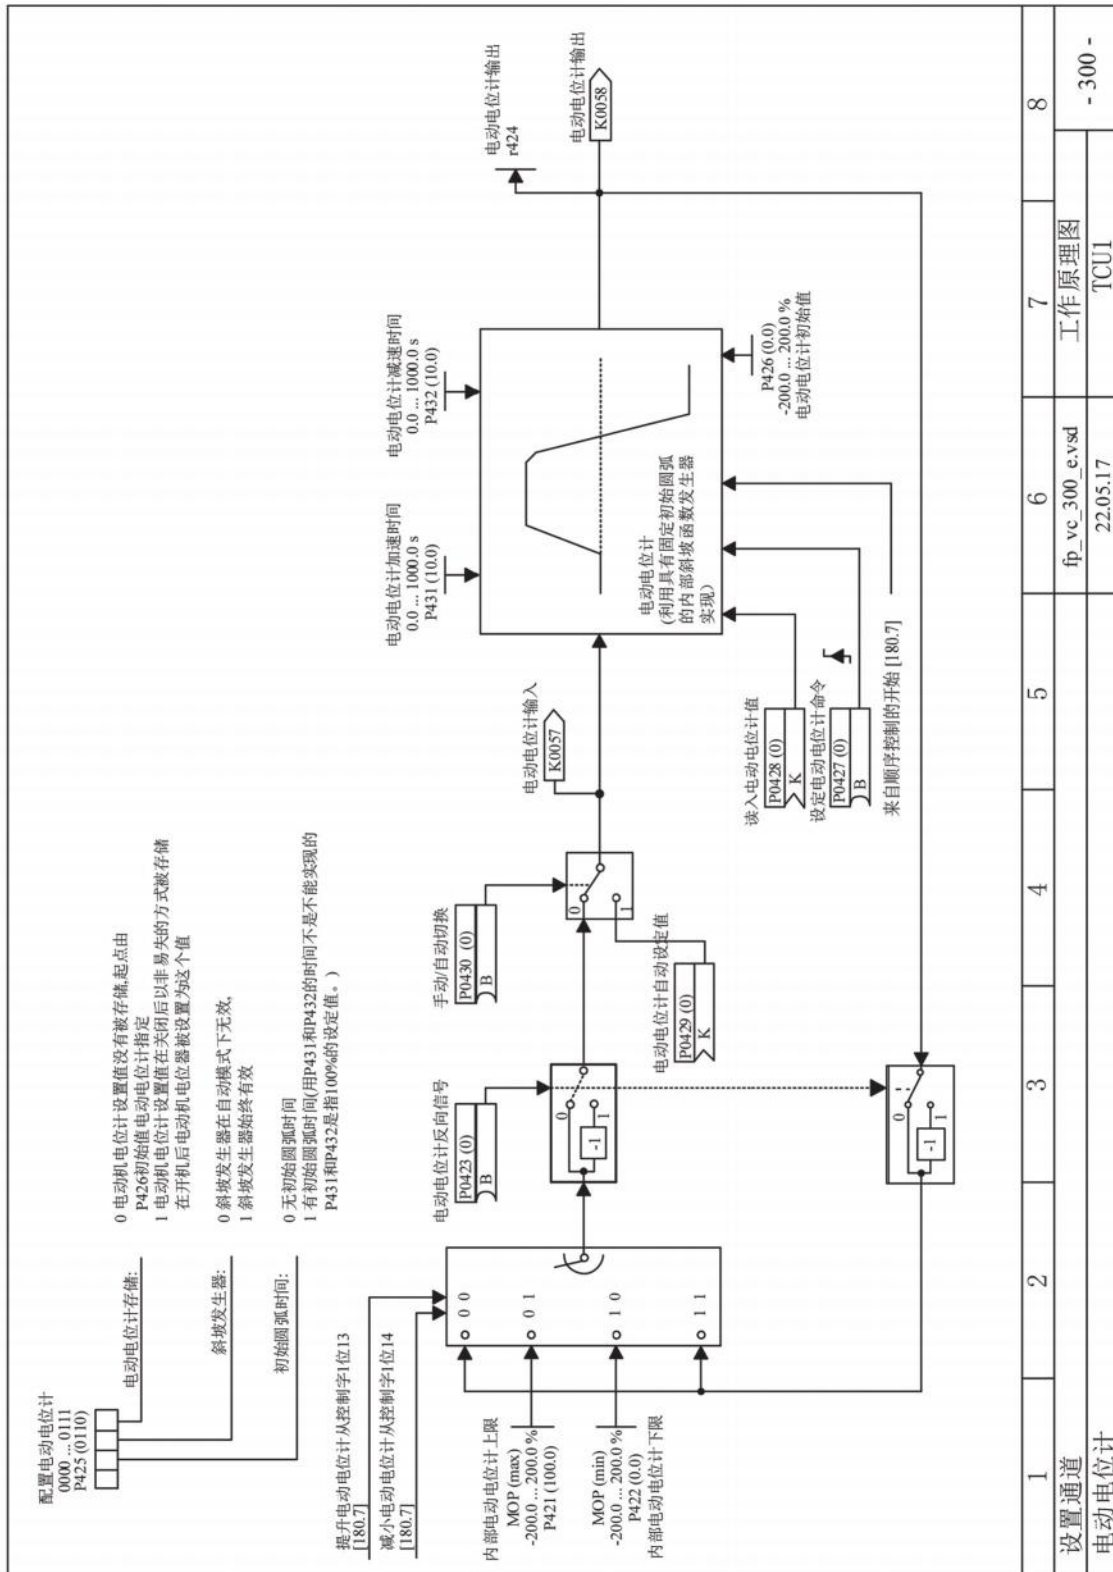 配置电动电位计
0000 ... 0111
P425 (0110)
电动电位计存储:
0 电动机电位计设置值没有被存储,起点由
P426初始值电动电位计指定
1 电动机电位计设置值在关闭后以非易失的方式被存储
在开机后电动机电位器被设置为这个值
斜坡发生器:
0 斜坡发生器在自动模式下无效,
1 斜坡发生器始终有效
初始圆弧时间:
0 无初始圆弧时间
1 有初始圆弧时间(用P431和P432的时间不是不能实现的
P431和P432是指100%的设定值。)
提升电动电位计从控制字1位13
[180.7]
减小电动电位计从控制字1位14
[180.7]
内部电动电位计上限
MOP (max)
-200.0 ... 200.0 %
P421 (100.0)
MOP (min)
-200.0 ... 200.0 %
P422 (0.0)
内部电动电位计下限
0 0
0 1
1 0
1 1
电动电位计反向信号
P0423 (0)
B
0
1
-1
手动/自动切换
P0430 (0)
B
0
1
电动电位计自动设定值
P0429 (0)
K
电动电位计输入
K0057
电动电位计加速时间
0.0 ... 1000.0 s
P431 (10.0)
电动电位计减速时间
0.0 ... 1000.0 s
P432 (10.0)
电动电位计
(利用具有固定初始圆弧
的内部斜坡函数发生器
实现)
读入电动电位计值
P0428 (0)
K
设定电动电位计命令
P0427 (0)
B
来自顺序控制的开始 [180.7]
P426 (0.0)
-200.0 ... 200.0 %
电动电位计初始值
电动电位计输出
r424
电动电位计输出
K0058
0
1
-1
1 2 3 4 5 6 7 8
设置通道
fp_vc_300_e.vsd
工作原理图
- 300 -
电动电位计
22.05.17
TCU1